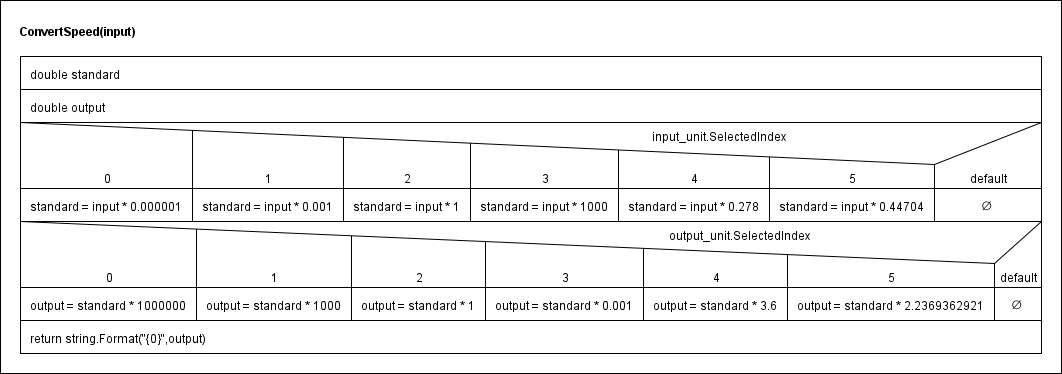 ConvertSpeed(input)
double standard
double output
input_unit.SelectedIndex
0 1 2 3 4 5 default
standard = input * 0.000001 standard = input * 0.001 standard = input * 1 standard = input * 1000 standard = input * 0.278 standard = input * 0.44704 ∅
output_unit.SelectedIndex
0 1 2 3 4 5 default
output = standard * 1000000 output = standard * 1000 output = standard * 1 output = standard * 0.001 output = standard * 3.6 output = standard * 2.2369362921 ∅
return string.Format("{0}",output)